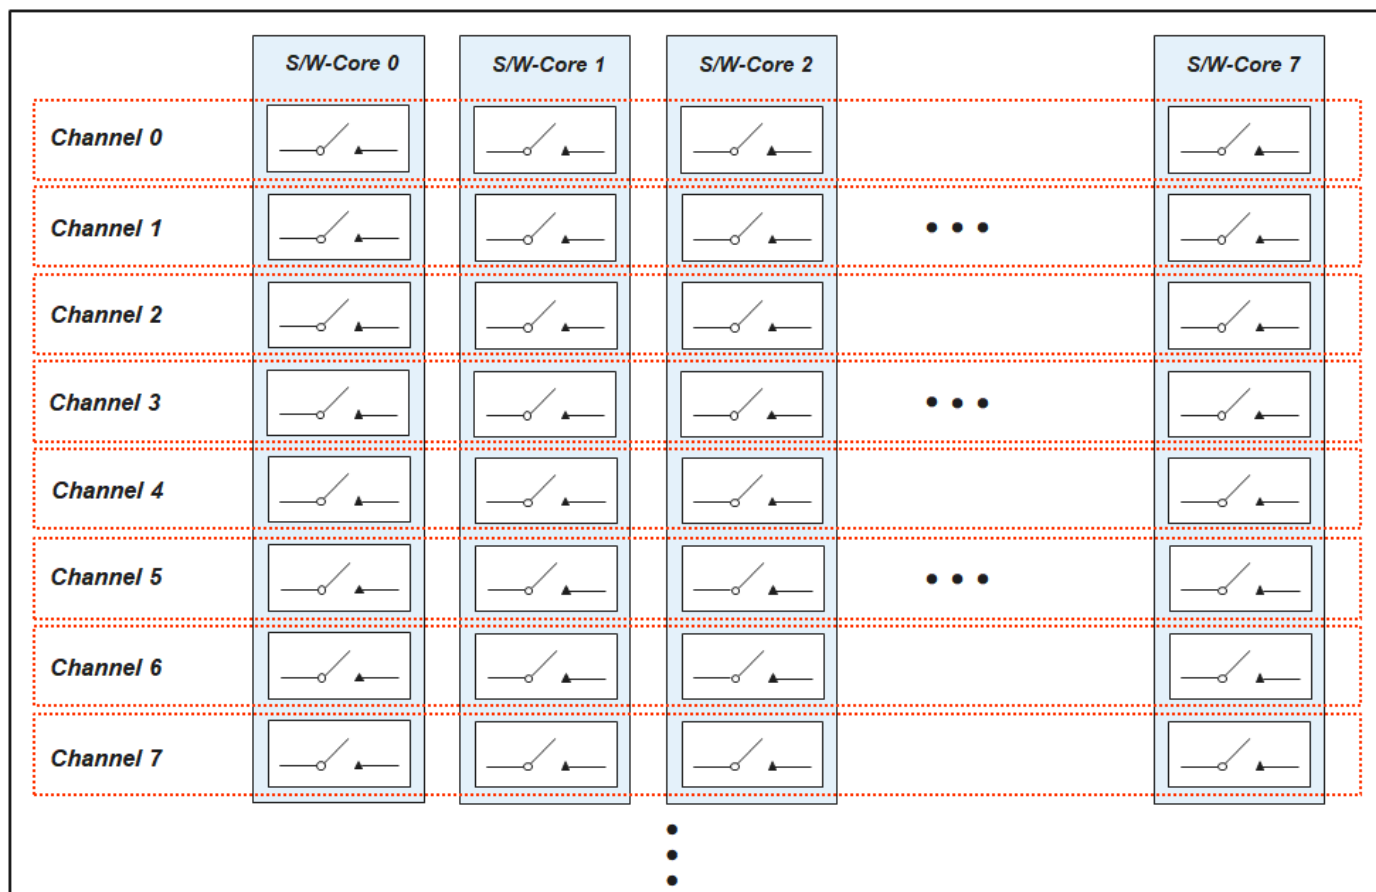 S/W-Core 0 S/W-Core 1 S/W-Core 2 S/W-Core 7
Channel 0
Channel 1
Channel 2
Channel 3
Channel 4
Channel 5
Channel 6
Channel 7